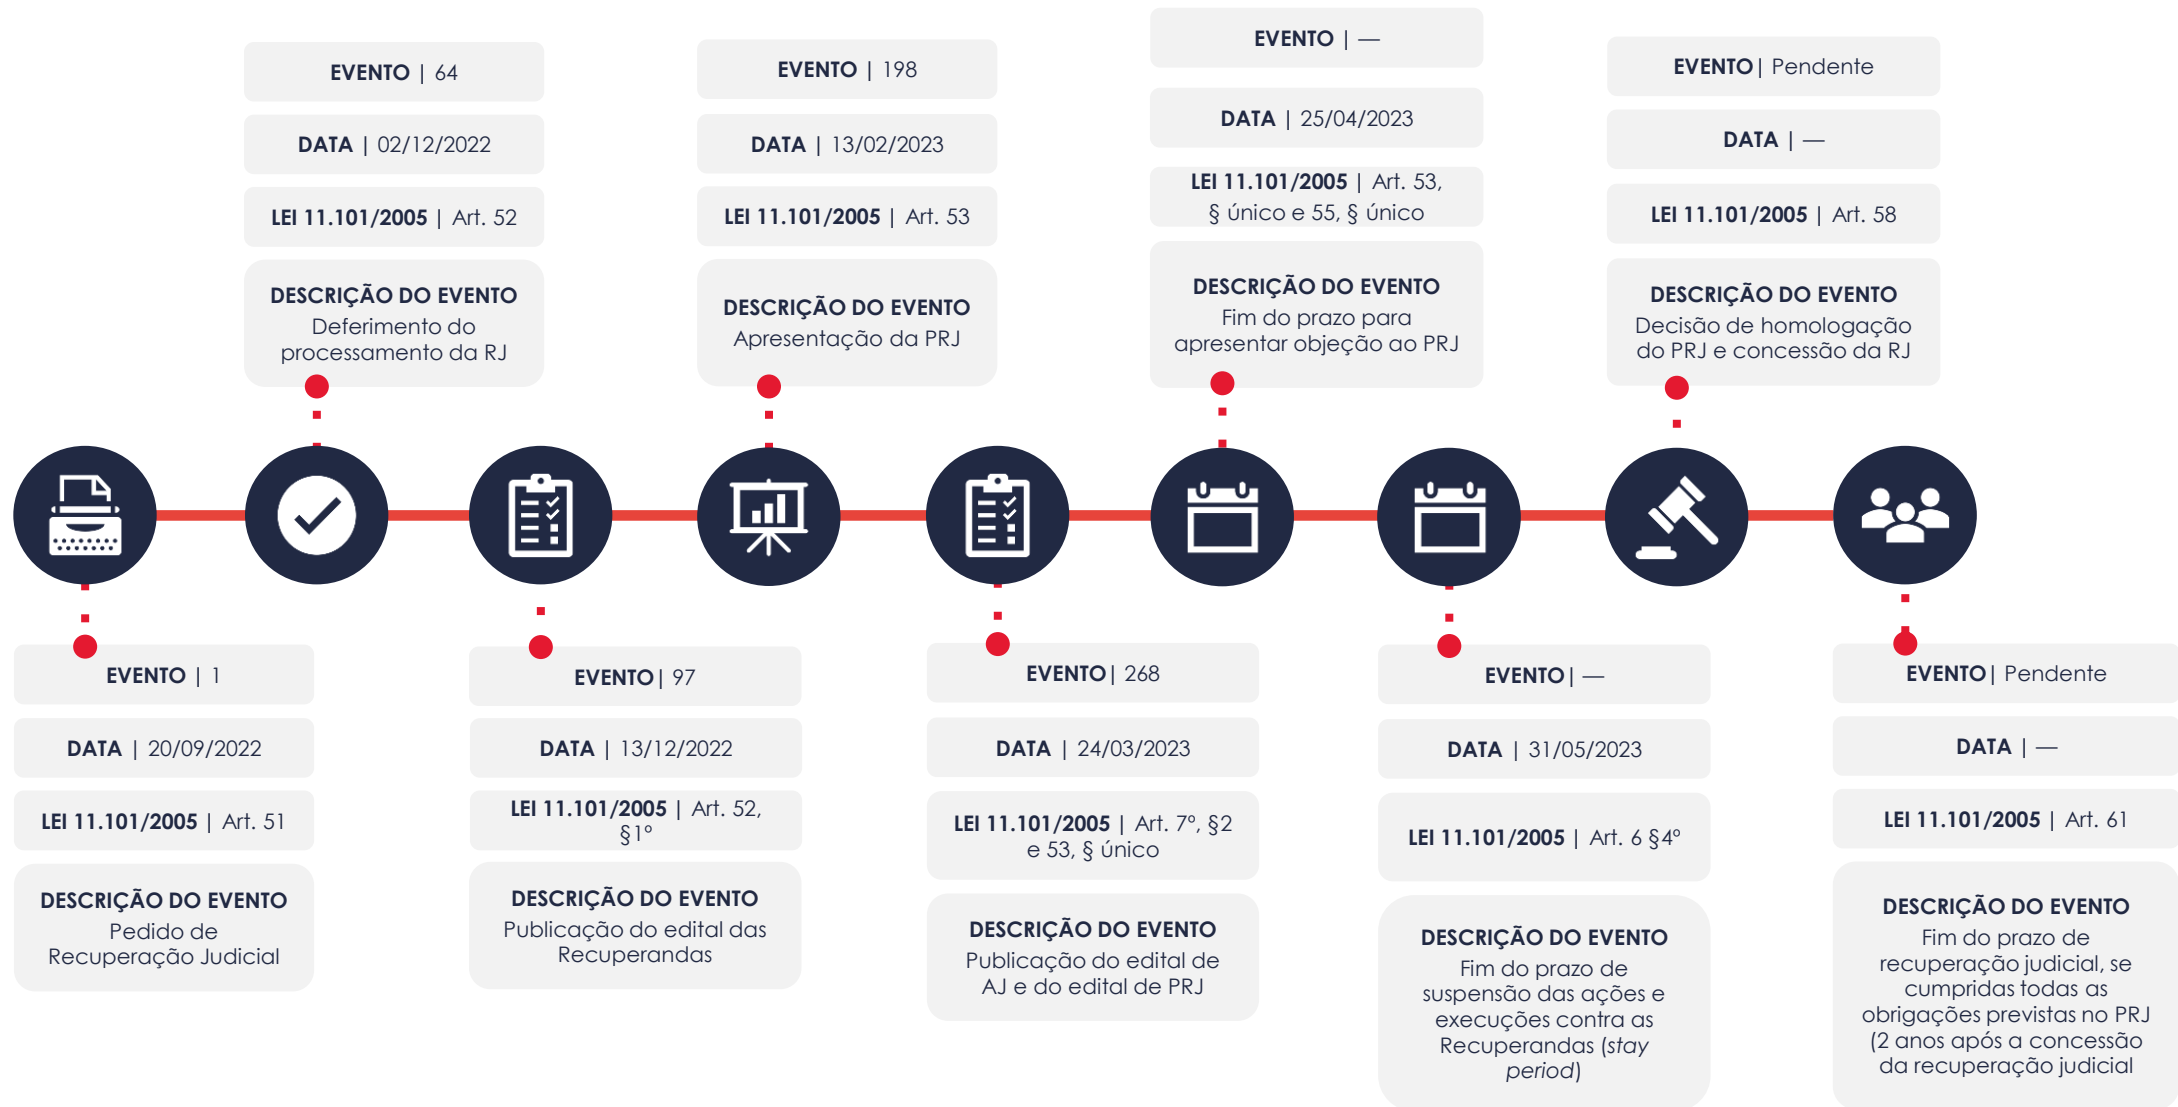 EVENTO | 1
DATA | 20/09/2022
LEI 11.101/2005 | Art. 51
DESCRIÇÃO DO EVENTO
Pedido de
Recuperação Judicial
EVENTO | 64
DATA | 02/12/2022
LEI 11.101/2005 | Art. 52
DESCRIÇÃO DO EVENTO
Deferimento do
processamento da RJ
EVENTO| 97
DATA | 13/12/2022
LEI 11.101/2005 | Art. 52,
§1º
DESCRIÇÃO DO EVENTO
Publicação do edital das
Recuperandas
EVENTO | 198
DATA | 13/02/2023
LEI 11.101/2005 | Art. 53
DESCRIÇÃO DO EVENTO
Apresentação da PRJ
EVENTO| 268
DATA | 24/03/2023
LEI 11.101/2005 | Art. 7º, §2
e 53, § único
DESCRIÇÃO DO EVENTO
Publicação do edital de
AJ e do edital de PRJ
EVENTO | —
DATA | 25/04/2023
LEI 11.101/2005 | Art. 53,
§ único e 55, § único
DESCRIÇÃO DO EVENTO
Fim do prazo para
apresentar objeção ao PRJ
EVENTO| —
DATA | 31/05/2023
LEI 11.101/2005 | Art. 6 §4º
DESCRIÇÃO DO EVENTO
Fim do prazo de
suspensão das ações e
execuções contra as
Recuperandas (stay
period)
EVENTO| Pendente
DATA | —
LEI 11.101/2005 | Art. 58
DESCRIÇÃO DO EVENTO
Decisão de homologação
do PRJ e concessão da RJ
EVENTO| Pendente
DATA | —
LEI 11.101/2005 | Art. 61
DESCRIÇÃO DO EVENTO
Fim do prazo de
recuperação judicial, se
cumpridas todas as
obrigações previstas no PRJ
(2 anos após a concessão
da recuperação judicial